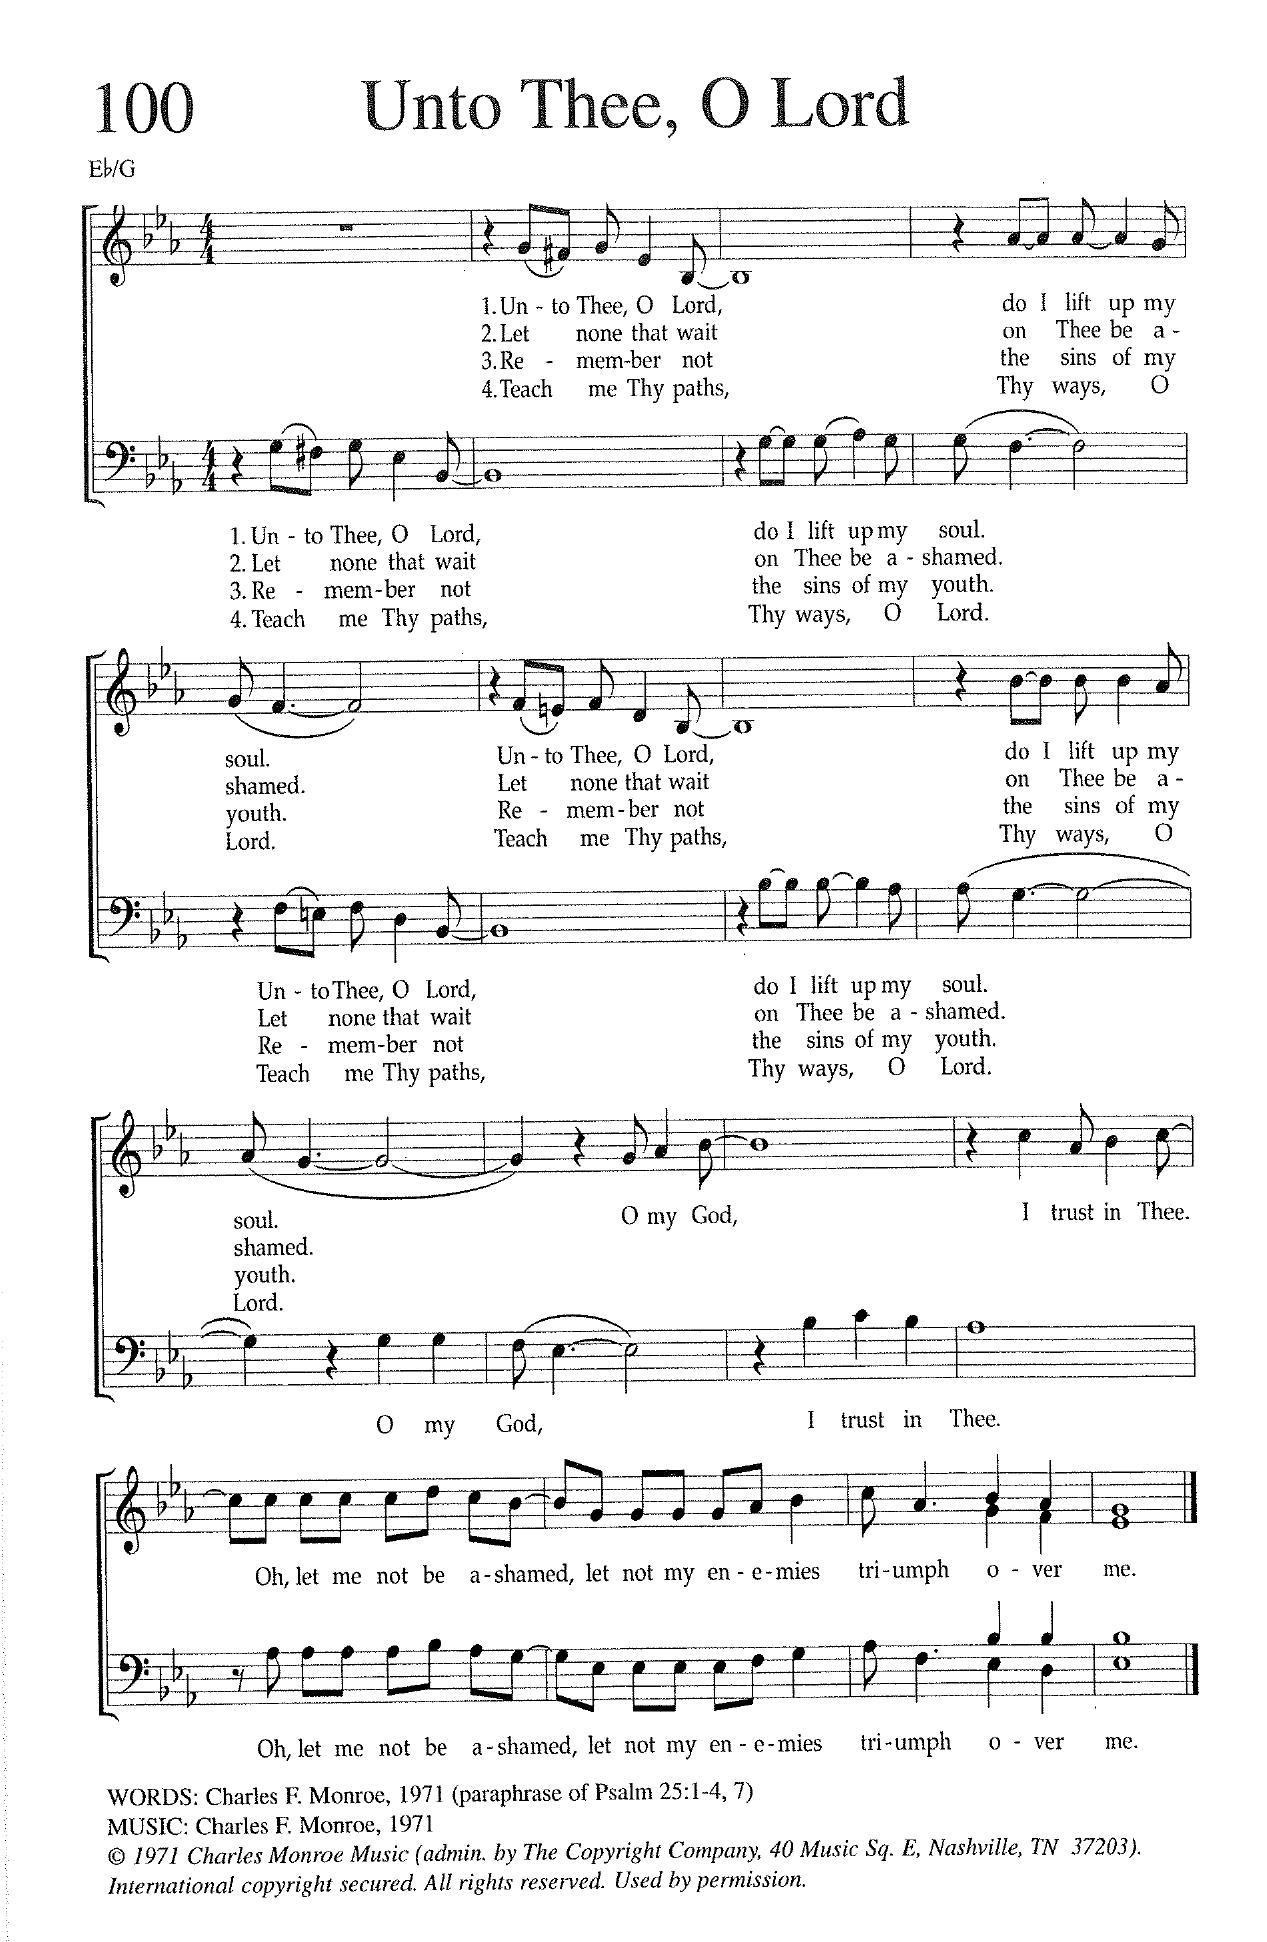 100 Unto Thee, O Lord
E♭/G
1. Un - to Thee, O Lord, do I lift up my
2. Let none that wait on Thee be a -
3. Re - mem-ber not the sins of my
4. Teach me Thy paths, Thy ways, O
1. Un - to Thee, O Lord, do I lift up my soul.
2. Let none that wait on Thee be a - shamed.
3. Re - mem-ber not the sins of my youth.
4. Teach me Thy paths, Thy ways, O Lord.
soul. Un - to Thee, O Lord, do I lift up my
shamed. Let none that wait on Thee be a -
youth. Re - mem-ber not the sins of my
Lord. Teach me Thy paths, Thy ways, O
Un - to Thee, O Lord, do I lift up my soul.
Let none that wait on Thee be a - shamed.
Re - mem-ber not the sins of my youth.
Teach me Thy paths, Thy ways, O Lord.
soul. O my God, I trust in Thee.
shamed.
youth.
Lord.
O my God, I trust in Thee.
Oh, let me not be a-shamed, let not my en - e-mies tri-umph o - ver me.
Oh, let me not be a-shamed, let not my en - e-mies tri-umph o - ver me.
WORDS: Charles F. Monroe, 1971 (paraphrase of Psalm 25:1-4, 7)
MUSIC: Charles F. Monroe, 1971
© 1971 Charles Monroe Music (admin. by The Copyright Company, 40 Music Sq. E, Nashville, TN 37203).
International copyright secured. All rights reserved. Used by permission.